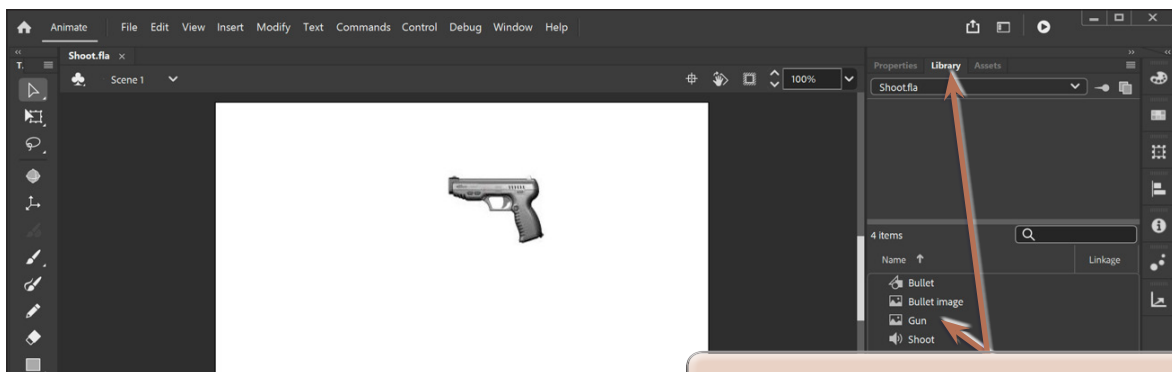 Animate File Edit View Insert Modify Text Commands Control Debug Window Help
Shoot.fla ×
T.
Scene 1
100%
Properties Library Assets
Shoot.fla
4 items
Name Linkage
Bullet
Bullet image
Gun
Shoot